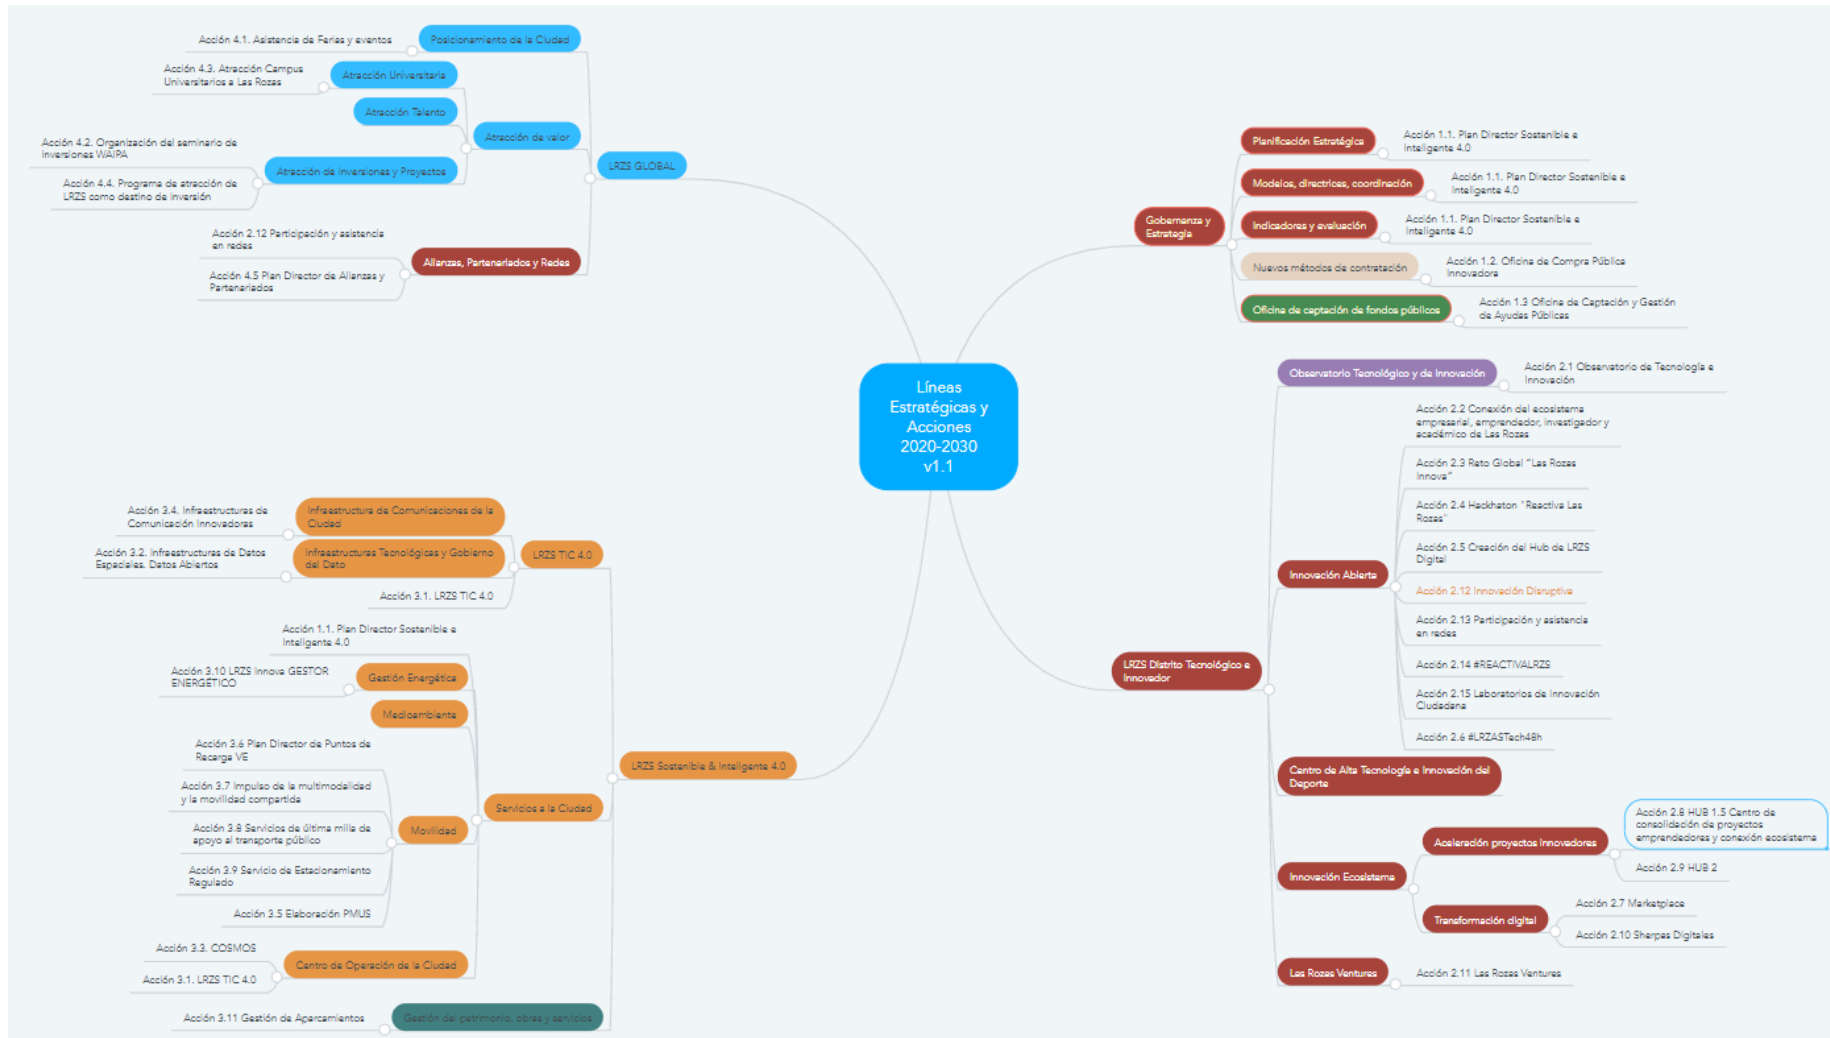 Líneas
Estratégicas y
Acciones
2020-2030
v1.1
LRZS GLOBAL
Posicionamiento de la Ciudad
Acción 4.1. Asistencia de Ferias y eventos
Atracción de valor
Atracción Universitaria
Acción 4.3. Atracción Campus
Universitarios a Las Rozas
Atracción Talento
Atracción de Inversiones y Proyectos
Acción 4.2. Organización del seminario de
Inversiones WAIPA
Acción 4.4. Programa de atracción de
LRZS como destino de inversión
Alianzas, Partenariados y Redes
Acción 2.12 Participación y asistencia
en redes
Acción 4.5 Plan Director de Alianzas y
Partenariados
Gobernanza y
Estrategia
Planificación Estratégica
Acción 1.1. Plan Director Sostenible e
Inteligente 4.0
Modelos, directrices, coordinación
Acción 1.1. Plan Director Sostenible e
Inteligente 4.0
Indicadores y evaluación
Acción 1.1. Plan Director Sostenible e
Inteligente 4.0
Nuevos métodos de contratación
Acción 1.2. Oficina de Compra Pública
Innovadora
Oficina de captación de fondos públicos
Acción 1.3 Oficina de Captación y Gestión
de Ayudas Públicas
LRZS Distrito Tecnológico e
Innovador
Observatorio Tecnológico y de Innovación
Acción 2.1 Observatorio de Tecnología e
Innovación
Innovación Abierta
Acción 2.2 Conexión del ecosistema
empresarial, emprendedor, investigador y
académico de Las Rozas
Acción 2.3 Reto Global “Las Rozas
Innova”
Acción 2.4 Hackhaton "Reactiva Las
Rozas"
Acción 2.5 Creación del Hub de LRZS
Digital
Acción 2.12 Innovación Disruptiva
Acción 2.13 Participación y asistencia
en redes
Acción 2.14 #REACTIVALRZS
Acción 2.15 Laboratorios de Innovación
Ciudadana
Acción 2.6 #LRZASTech48h
Centro de Alta Tecnología e Innovación del
Deporte
Innovación Ecosistema
Aceleración proyectos innovadores
Acción 2.8 HUB 1.5 Centro de
consolidación de proyectos
emprendedores y conexión ecosistema
Acción 2.9 HUB 2
Transformación digital
Acción 2.7 Marketplace
Acción 2.10 Sherpas Digitales
Las Rozas Ventures
Acción 2.11 Las Rozas Ventures
LRZS Sostenible & Inteligente 4.0
LRZS TIC 4.0
Infraestructura de Comunicaciones de la
Ciudad
Acción 3.4. Infraestructuras de
Comunicación Innovadoras
Infraestructuras Tecnológicas y Gobierno
del Dato
Acción 3.2. Infraestructuras de Datos
Espaciales. Datos Abiertos
Acción 3.1. LRZS TIC 4.0
Servicios a la Ciudad
Acción 1.1. Plan Director Sostenible e
Inteligente 4.0
Gestión Energética
Acción 3.10 LRZS Innova GESTOR
ENERGÉTICO
Medioambiente
Movilidad
Acción 3.6 Plan Director de Puntos de
Recarga VE
Acción 3.7 Impulso de la multimodalidad
y la movilidad compartida
Acción 3.8 Servicios de última milla de
apoyo al transporte público
Acción 3.9 Servicio de Estacionamiento
Regulado
Acción 3.5 Elaboración PMUS
Centro de Operación de la Ciudad
Acción 3.3. COSMOS
Acción 3.1. LRZS TIC 4.0
Gestión del patrimonio, obras y servicios
Acción 3.11 Gestión de Aparcamientos